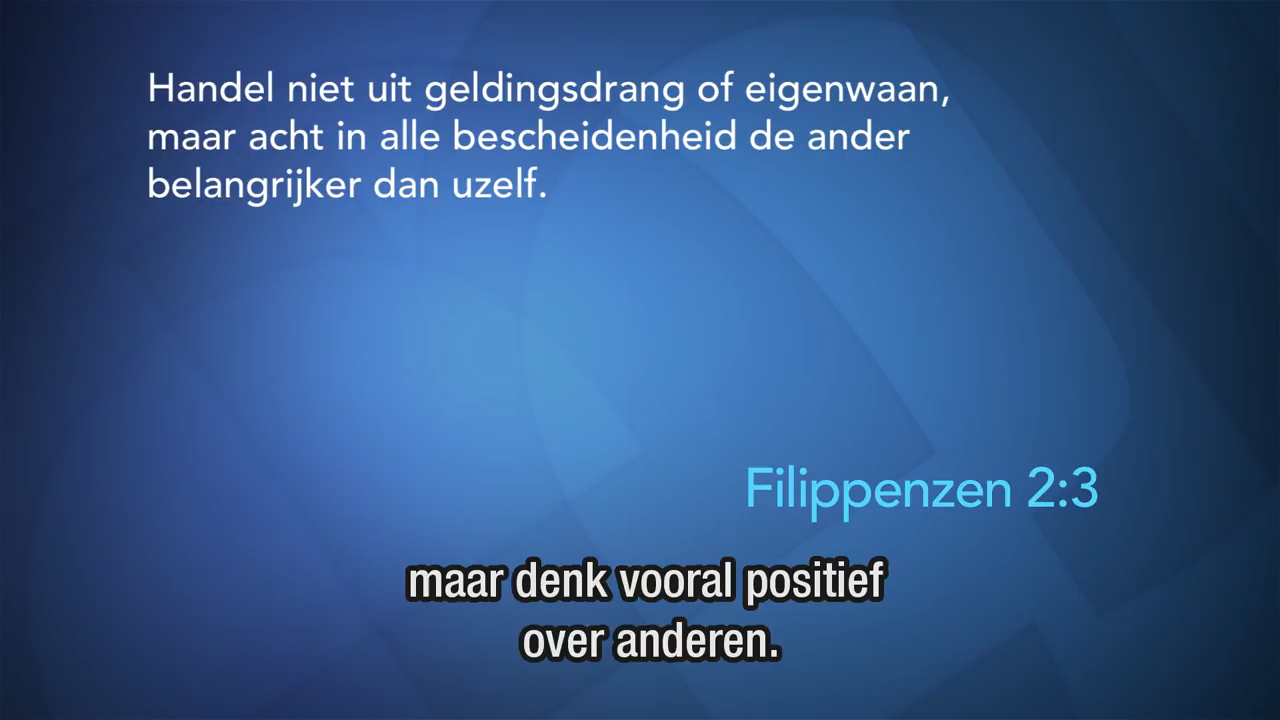 Handel niet uit geldingsdrang of eigenwaan,
maar acht in alle bescheidenheid de ander
belangrijker dan uzelf.
Filippenzen 2:3
maar denk vooral positief
over anderen.